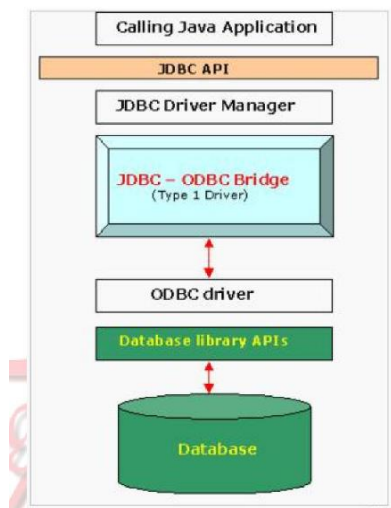 Calling Java Application
JDBC API
JDBC Driver Manager
JDBC – ODBC Bridge
(Type 1 Driver)
ODBC driver
Database library APIs
Database